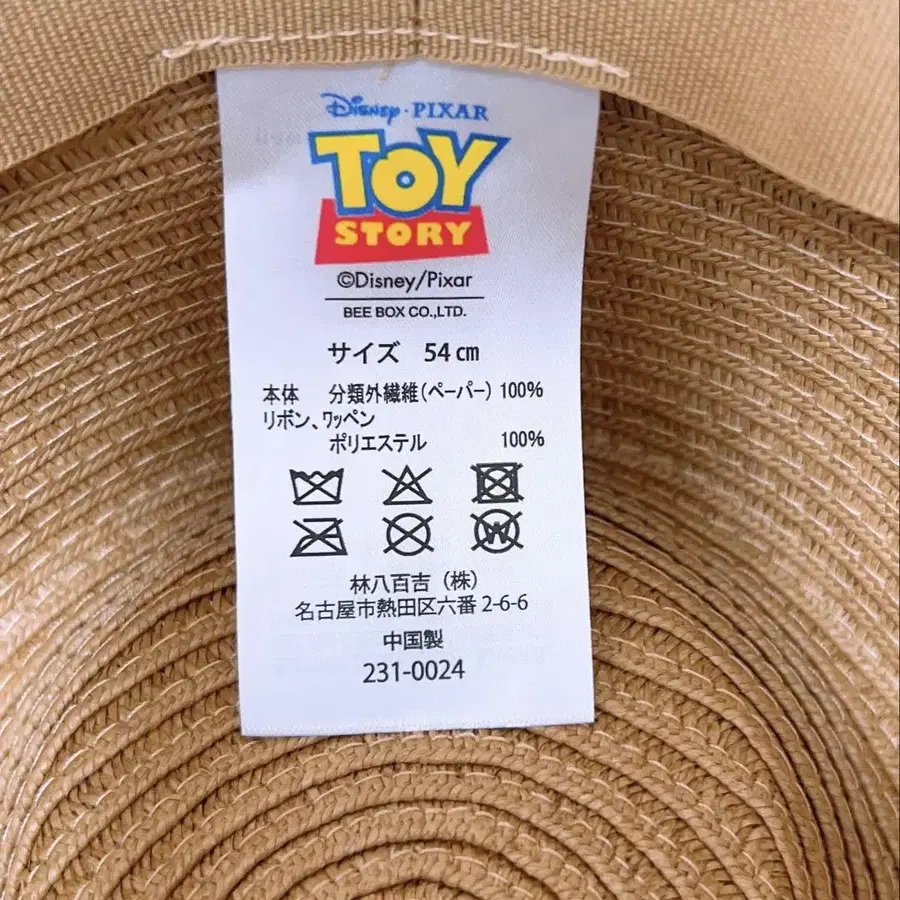 Disney·PIXAR
TOY
STORY
©Disney/Pixar
BEE BOX CO.,LTD.
サイズ 54㎝
本体 分類外繊維(ペーパー) 100%
リボン、ワッペン
ポリエステル 100%
林八百吉（株）
名古屋市熱田区六番 2-6-6
中国製
231-0024